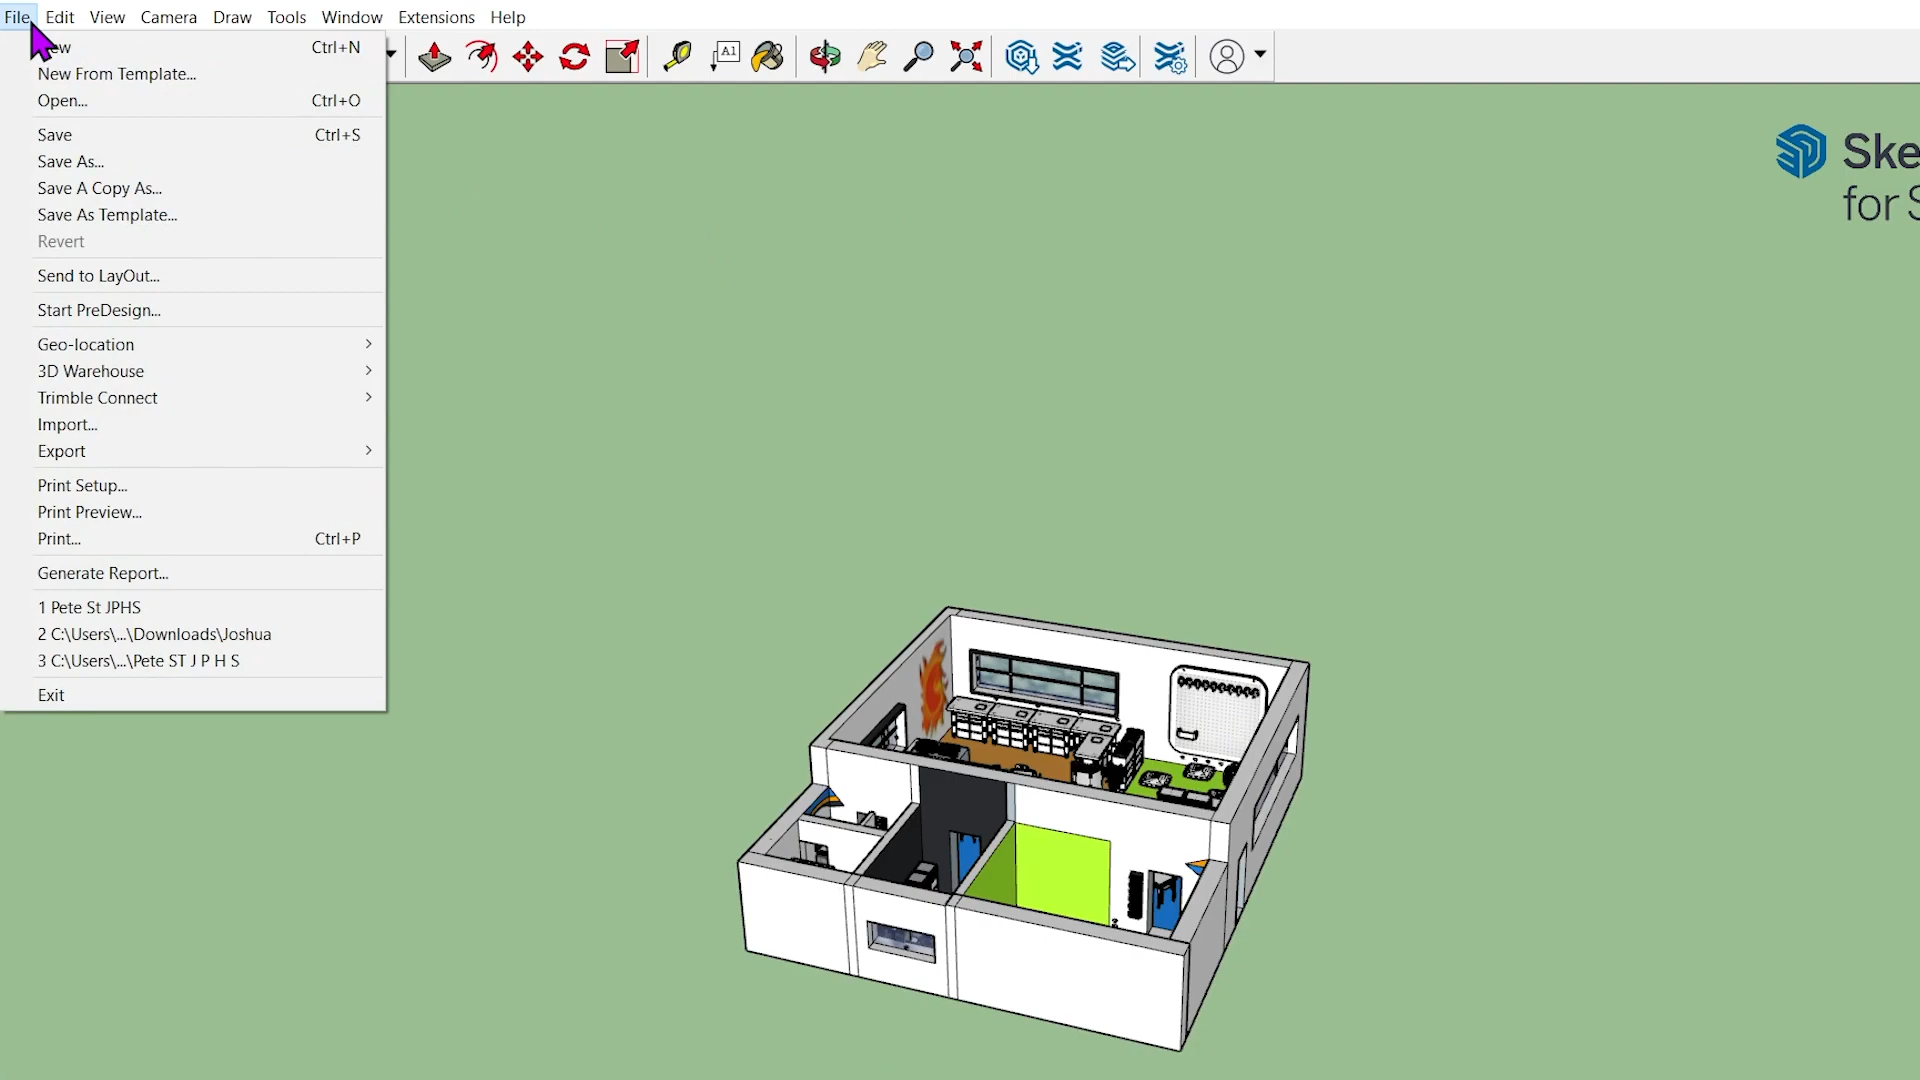 File Edit View Camera Draw Tools Window Extensions Help
Ctrl+N
New From Template...
Open... Ctrl+O
Save Ctrl+S
Save As...
Save A Copy As...
Save As Template...
Revert
Send to LayOut...
Start PreDesign...
Geo-location
3D Warehouse
Trimble Connect
Import...
Export
Print Setup...
Print Preview...
Print... Ctrl+P
Generate Report...
1 Pete St JPHS
2 C:\Users\...\Downloads\Joshua
3 C:\Users\...\Pete ST J P H S
Exit
A1
Ske
for S